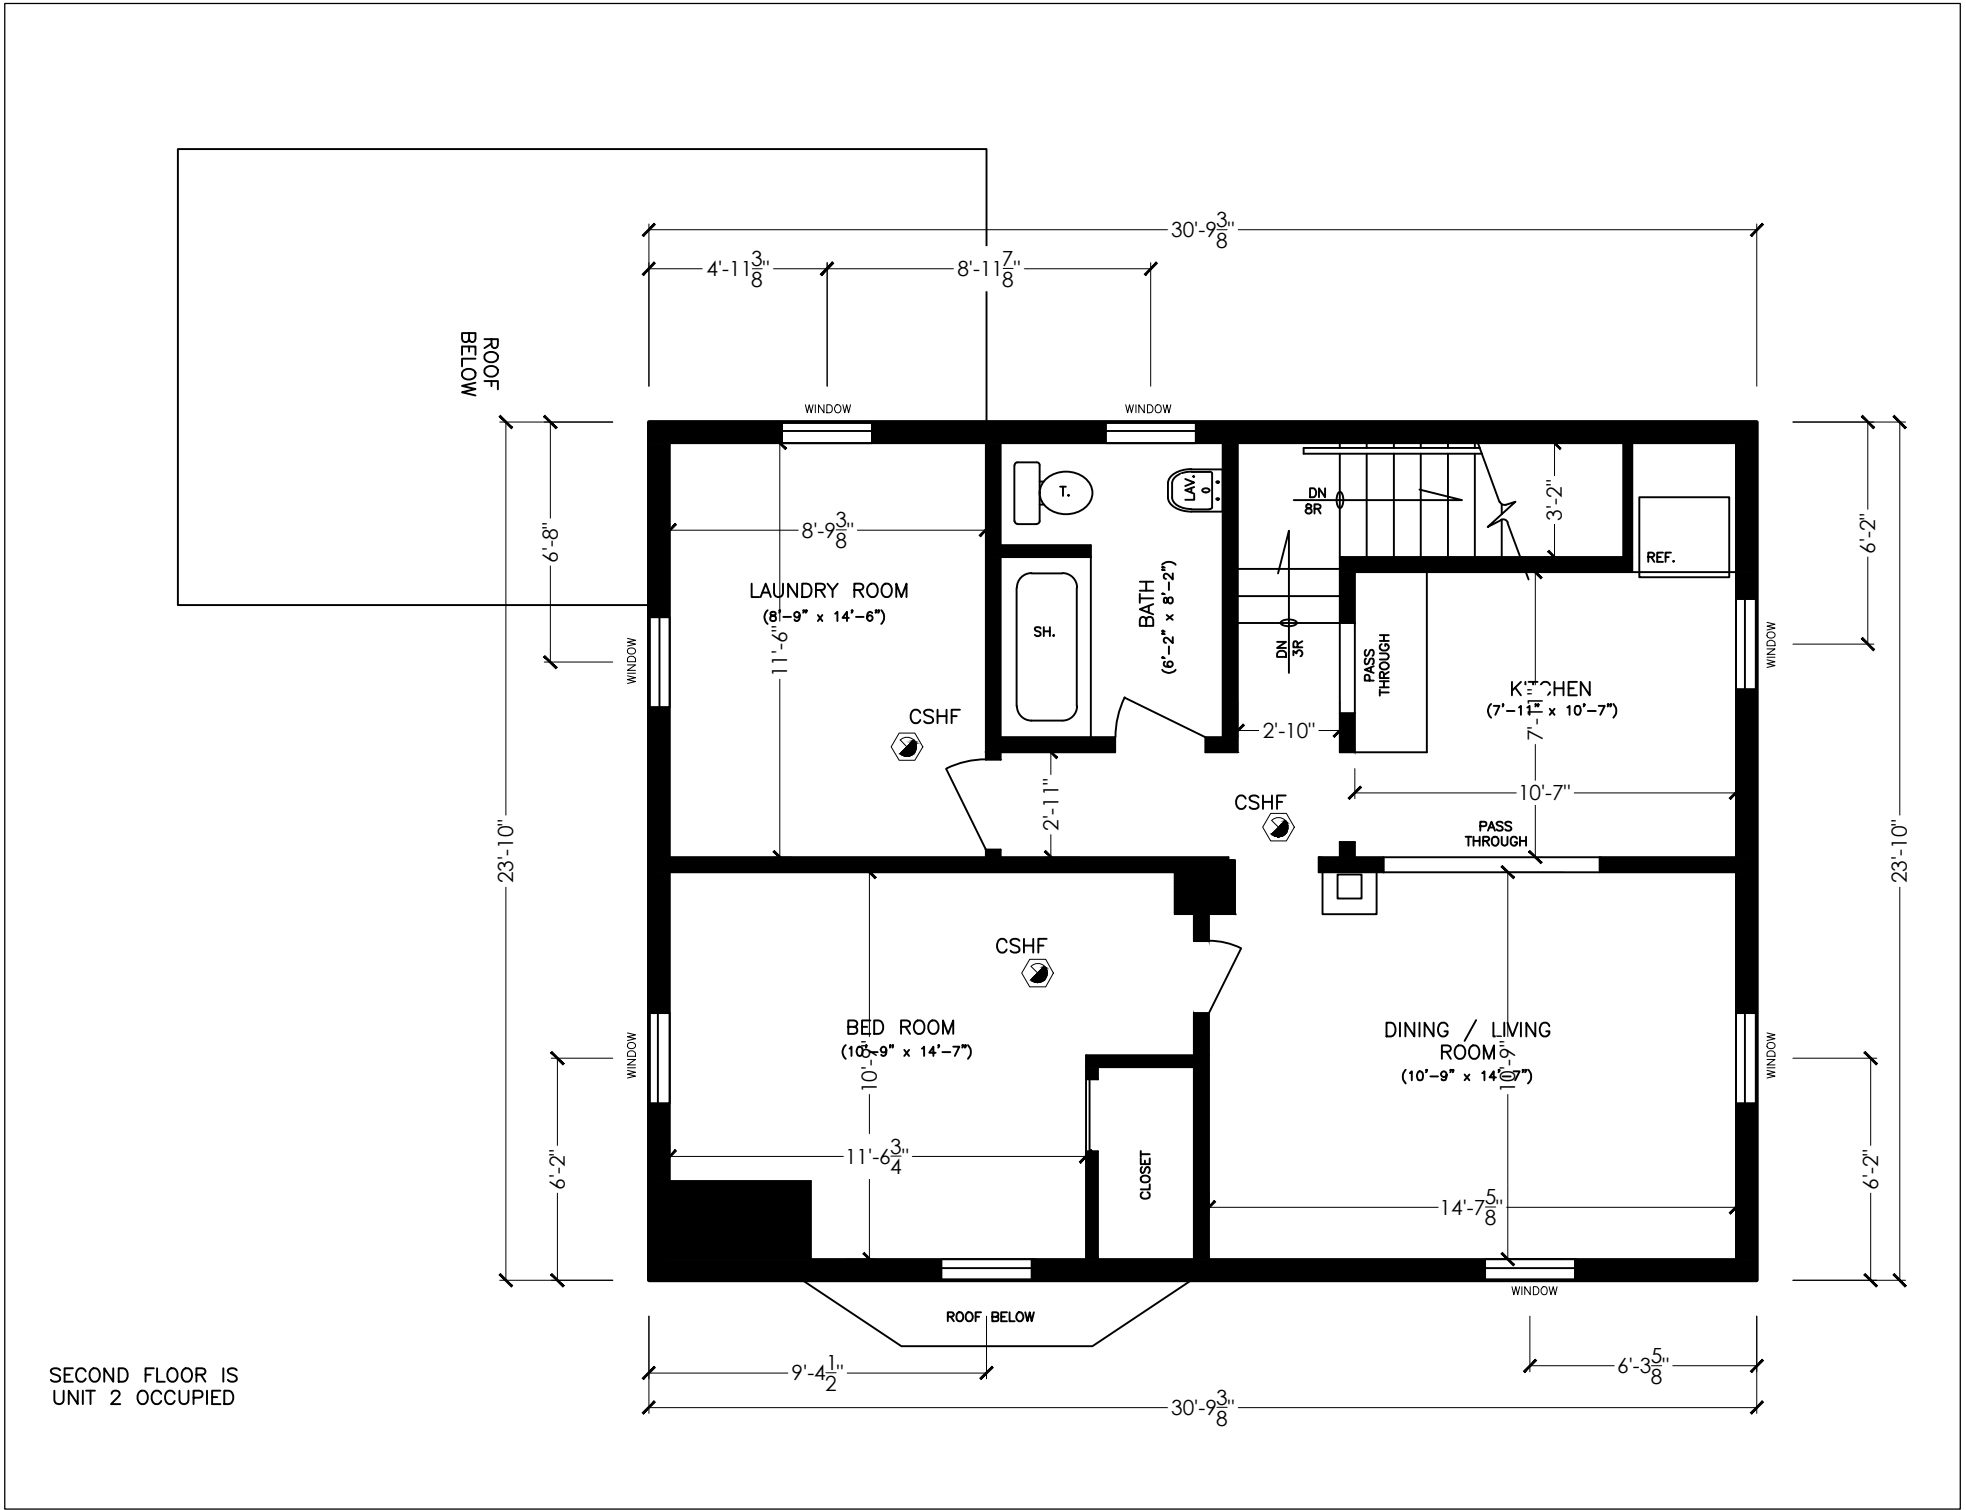 30'-9 3/8"
4'-11 3/8"
8'-11 7/8"
ROOF
BELOW
WINDOW
WINDOW
6'-8"
23'-10"
6'-2"
WINDOW
8'-9 3/8"
LAUNDRY ROOM
(8'-9" x 14'-6")
11'-6"
CSHF
T.
LAV.
SH.
BATH
(6'-2" x 8'-2")
DN
8R
DN
3R
3'-2"
REF.
PASS
THROUGH
KITCHEN
(7'-11" x 10'-7")
2'-10"
10'-7"
2'-11"
CSHF
PASS
THROUGH
WINDOW
6'-2"
23'-10"
CSHF
BED ROOM
(10'-9" x 14'-7")
11'-6 3/4"
CLOSET
DINING / LIVING
ROOM
(10'-9" x 14'-7")
10'-9"
14'-7 5/8"
WINDOW
WINDOW
6'-2"
WINDOW
ROOF BELOW
9'-4 1/2"
6'-3 5/8"
30'-9 3/8"
SECOND FLOOR IS
UNIT 2 OCCUPIED